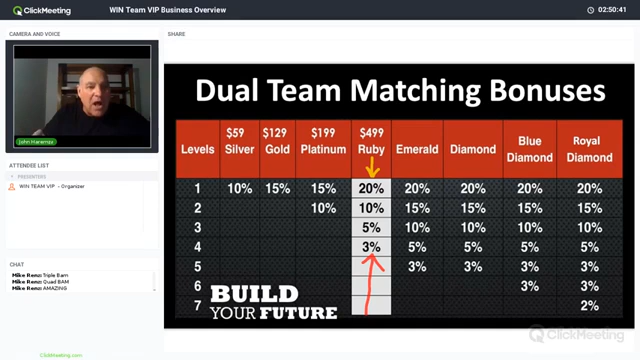 ClickMeeting
WIN Team VIP Business Overview
02:50:41
CAMERA AND VOICE
SHARE
John Haremza
ATTENDEE LIST
PRESENTERS
WIN TEAM VIP - Organizer
CHAT
Mike Renz: Triple Bam
Mike Renz: Quad BAM
Mike Renz: AMAZING
ClickMeeting.com
Dual Team Matching Bonuses
Levels $59 Silver $129 Gold $199 Platinum $499 Ruby Emerald Diamond Blue Diamond Royal Diamond
1 10% 15% 15% 20% 20% 20% 20% 20%
2 10% 10% 15% 15% 15% 15%
3 5% 10% 10% 10% 10%
4 3% 5% 5% 5% 5%
5 3% 3% 3% 3%
6 3% 3%
7 2%
BUILD
YOUR FUTURE
ClickMeeting